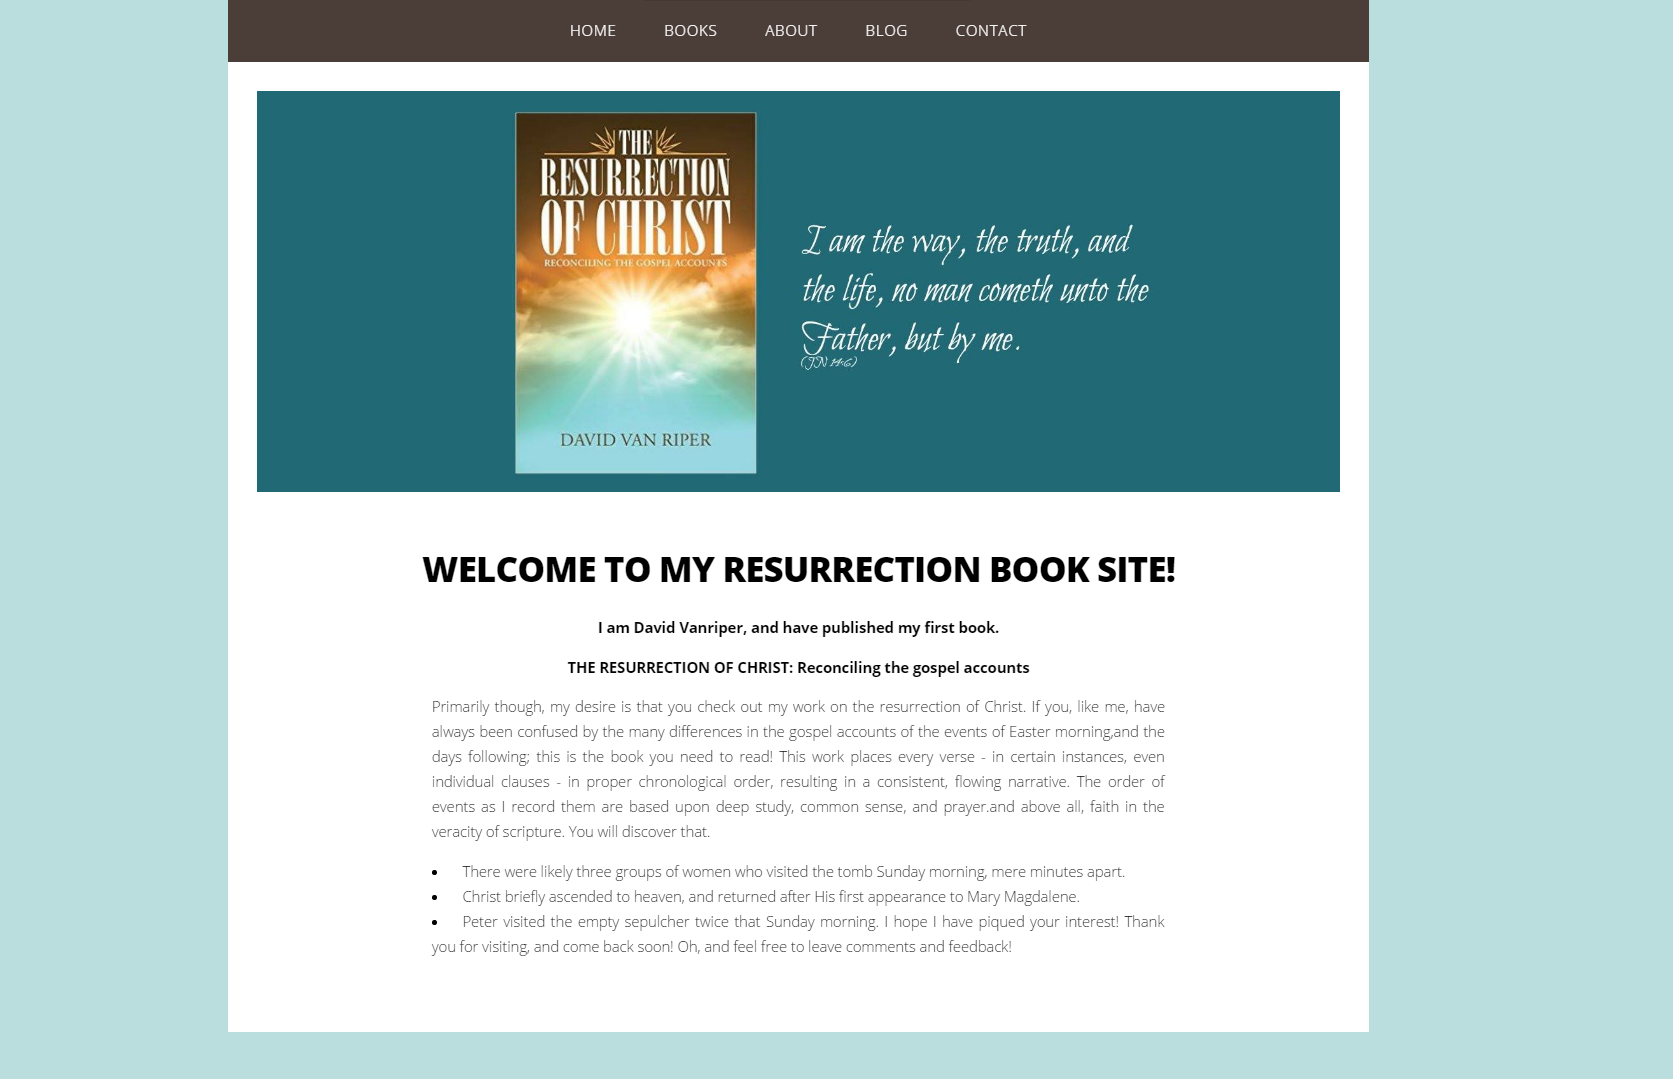 HOME BOOKS ABOUT BLOG CONTACT
THE
RESURRECTION
OF CHRIST
RECONCILING THE GOSPEL ACCOUNTS
DAVID VAN RIPER
I am the way, the truth, and
the life, no man cometh unto the
Father, but by me.
(JN 14:6)
WELCOME TO MY RESURRECTION BOOK SITE!
I am David Vanriper, and have published my first book.
THE RESURRECTION OF CHRIST: Reconciling the gospel accounts
Primarily though, my desire is that you check out my work on the resurrection of Christ. If you, like me, have
always been confused by the many differences in the gospel accounts of the events of Easter morning,and the
days following; this is the book you need to read! This work places every verse - in certain instances, even
individual clauses - in proper chronological order, resulting in a consistent, flowing narrative. The order of
events as I record them are based upon deep study, common sense, and prayer.and above all, faith in the
veracity of scripture. You will discover that.
• There were likely three groups of women who visited the tomb Sunday morning, mere minutes apart.
• Christ briefly ascended to heaven, and returned after His first appearance to Mary Magdalene.
• Peter visited the empty sepulcher twice that Sunday morning. I hope I have piqued your interest! Thank
you for visiting, and come back soon! Oh, and feel free to leave comments and feedback!